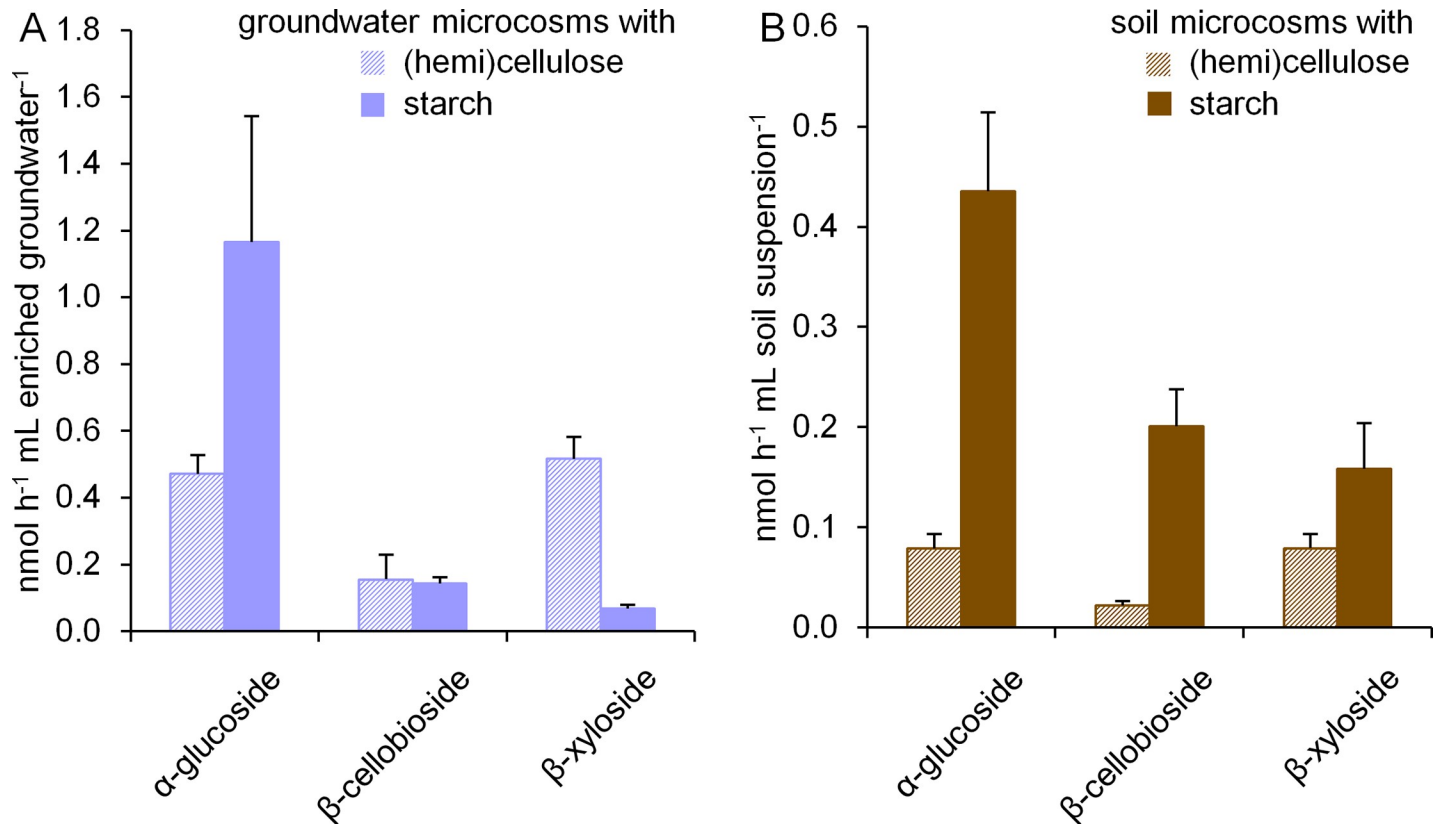 A
groundwater microcosms with
(hemi)cellulose
starch
nmol h⁻¹ mL enriched groundwater⁻¹
1.8
1.6
1.4
1.2
1.0
0.8
0.6
0.4
0.2
0.0
α-glucoside
β-cellobioside
β-xyloside
B
soil microcosms with
(hemi)cellulose
starch
nmol h⁻¹ mL soil suspension⁻¹
0.6
0.5
0.4
0.3
0.2
0.1
0.0
α-glucoside
β-cellobioside
β-xyloside